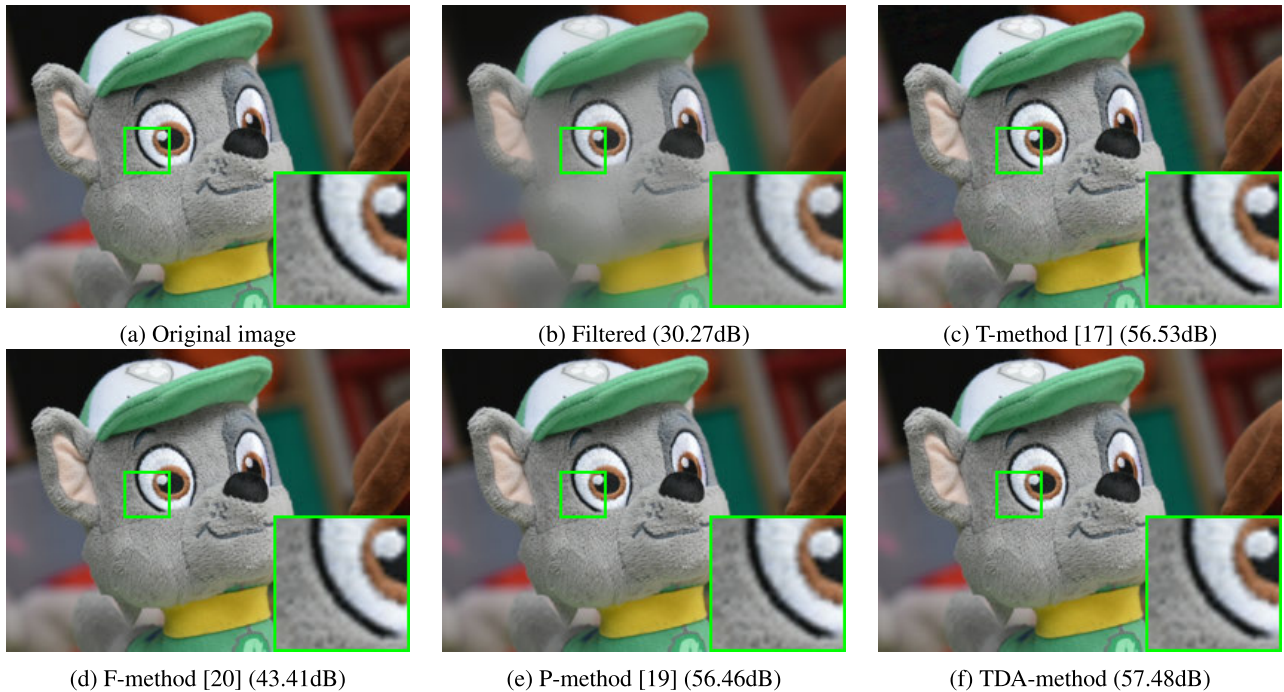 (a) Original image
(b) Filtered (30.27dB)
(c) T-method [17] (56.53dB)
(d) F-method [20] (43.41dB)
(e) P-method [19] (56.46dB)
(f) TDA-method (57.48dB)